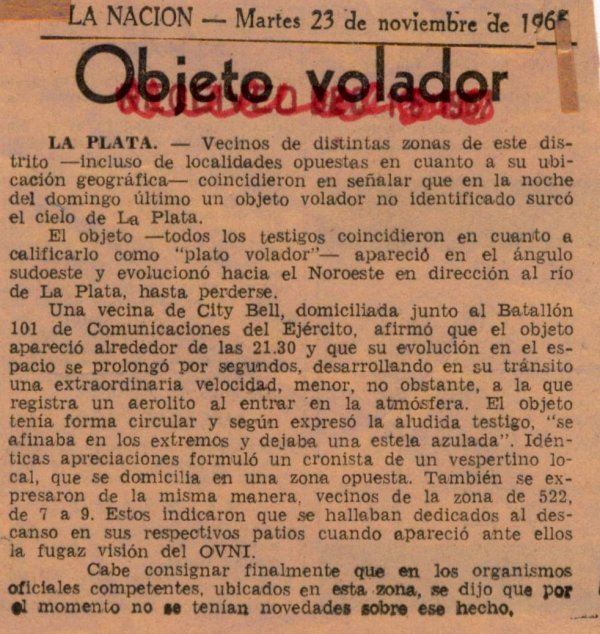 LA NACION — Martes 23 de noviembre de 1965
Objeto volador
LA PLATA. — Vecinos de distintas zonas de este dis-
trito —incluso de localidades opuestas en cuanto a su ubi-
cación geográfica— coincidieron en señalar que en la noche
del domingo último un objeto volador no identificado surcó
el cielo de La Plata.
El objeto —todos los testigos coincidieron en cuanto a
calificarlo como "plato volador"— apareció en el ángulo
sudoeste y evolucionó hacia el Noroeste en dirección al río
de La Plata, hasta perderse.
Una vecina de City Bell, domiciliada junto al Batallón
101 de Comunicaciones del Ejército, afirmó que el objeto
apareció alrededor de las 21.30 y que su evolución en el es-
pacio se prolongó por segundos, desarrollando en su tránsito
una extraordinaria velocidad, menor, no obstante, a la que
registra un aerolito al entrar en la atmósfera. El objeto
tenía forma circular y según expresó la aludida testigo, "se
afinaba en los extremos y dejaba una estela azulada". Idén-
ticas apreciaciones formuló un cronista de un vespertino lo-
cal, que se domicilia en una zona opuesta. También se ex-
presaron de la misma manera, vecinos de la zona de 522,
de 7 a 9. Estos indicaron que se hallaban dedicados al des-
canso en sus respectivos patios cuando apareció ante ellos
la fugaz visión del OVNI.
Cabe consignar finalmente que en los organismos
oficiales competentes, ubicados en esta zona, se dijo que por
el momento no se tenían novedades sobre ese hecho.